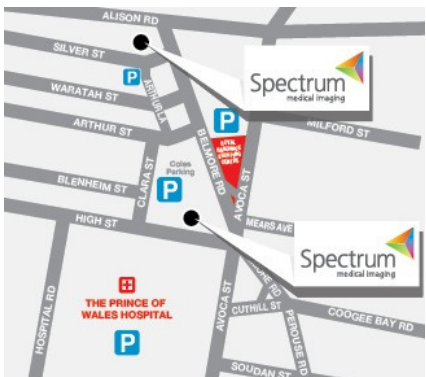 ALISON RD
SILVER ST
Spectrum
medical imaging
P
WARATAH ST
ARTHUR LA
P
MILFORD ST
ARTHUR ST
BELMORE RD
Coles
Parking
P
CLARA ST
BLENHEIM ST
AVOCA ST
HIGH ST
MEARS AVE
Spectrum
medical imaging
THE PRINCE OF
WALES HOSPITAL
P
HOSPITAL RD
AVOCA ST
CUTHILL ST
PEROUSE RD
COOGEE BAY RD
SOUDAN ST